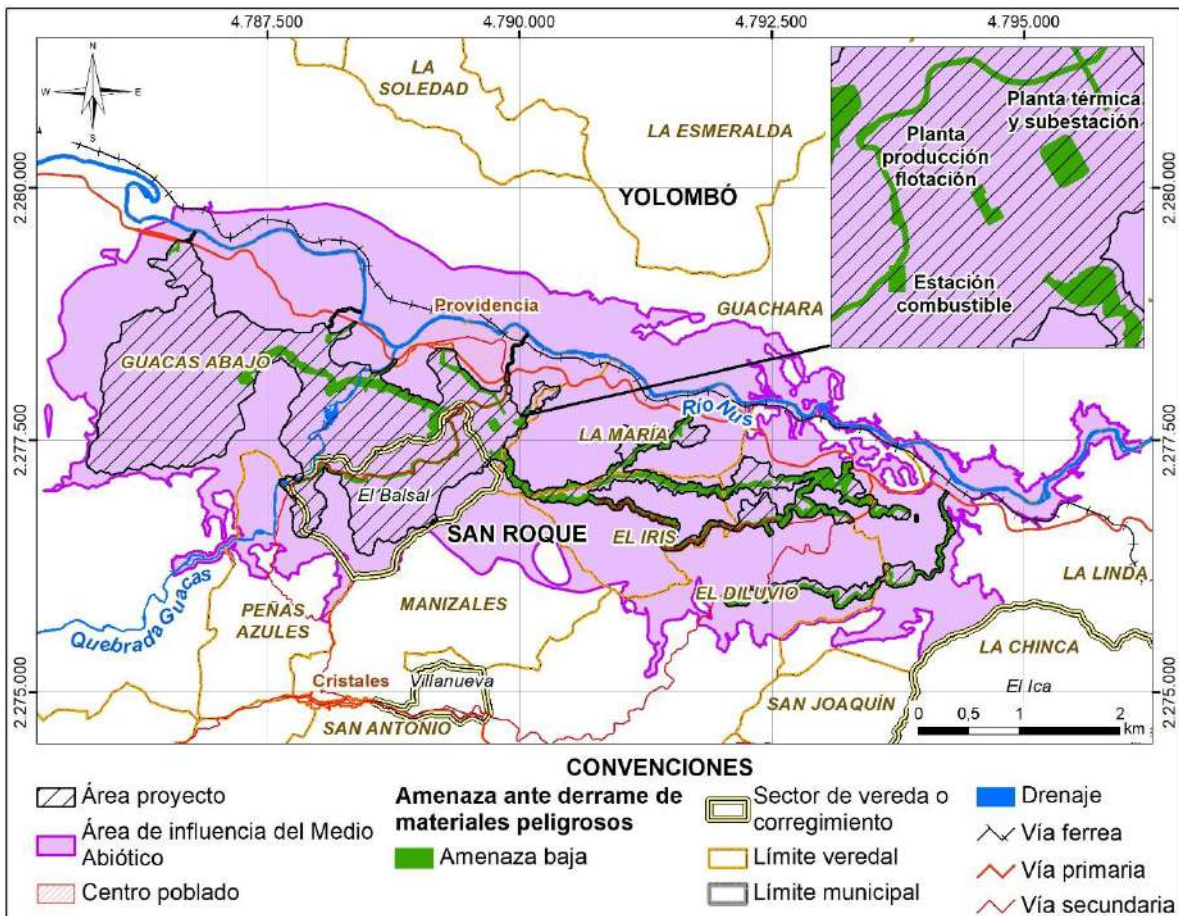 4.787.500
4.790.000
4.792.500
4.795.000
N
W
E
S
LA
SOLEDAD
LA ESMERALDA
Planta térmica
y subestación
Planta
producción
flotación
Estación
combustible
2.280.000
2.280.000
YOLOMBÓ
GUACHARA
Providencia
GUACAS ABAJO
Río Nus
2.277.500
2.277.500
LA MARÍA
El Balsal
SAN ROQUE
EL IRIS
LA LINDA
EL DILUVIO
MANIZALES
PEÑAS
AZULES
Quebrada Guacas
LA CHINCA
Cristales
Villanueva
El Ica
SAN JOAQUÍN
2.275.000
2.275.000
SAN ANTONIO
0 0,5 1 2
km
CONVENCIONES
Área proyecto
Área de influencia del Medio
Abiótico
Centro poblado
Amenaza ante derrame de
materiales peligrosos
Amenaza baja
Sector de vereda o
corregimiento
Límite veredal
Límite municipal
Drenaje
Vía ferrea
Vía primaria
Vía secundaria